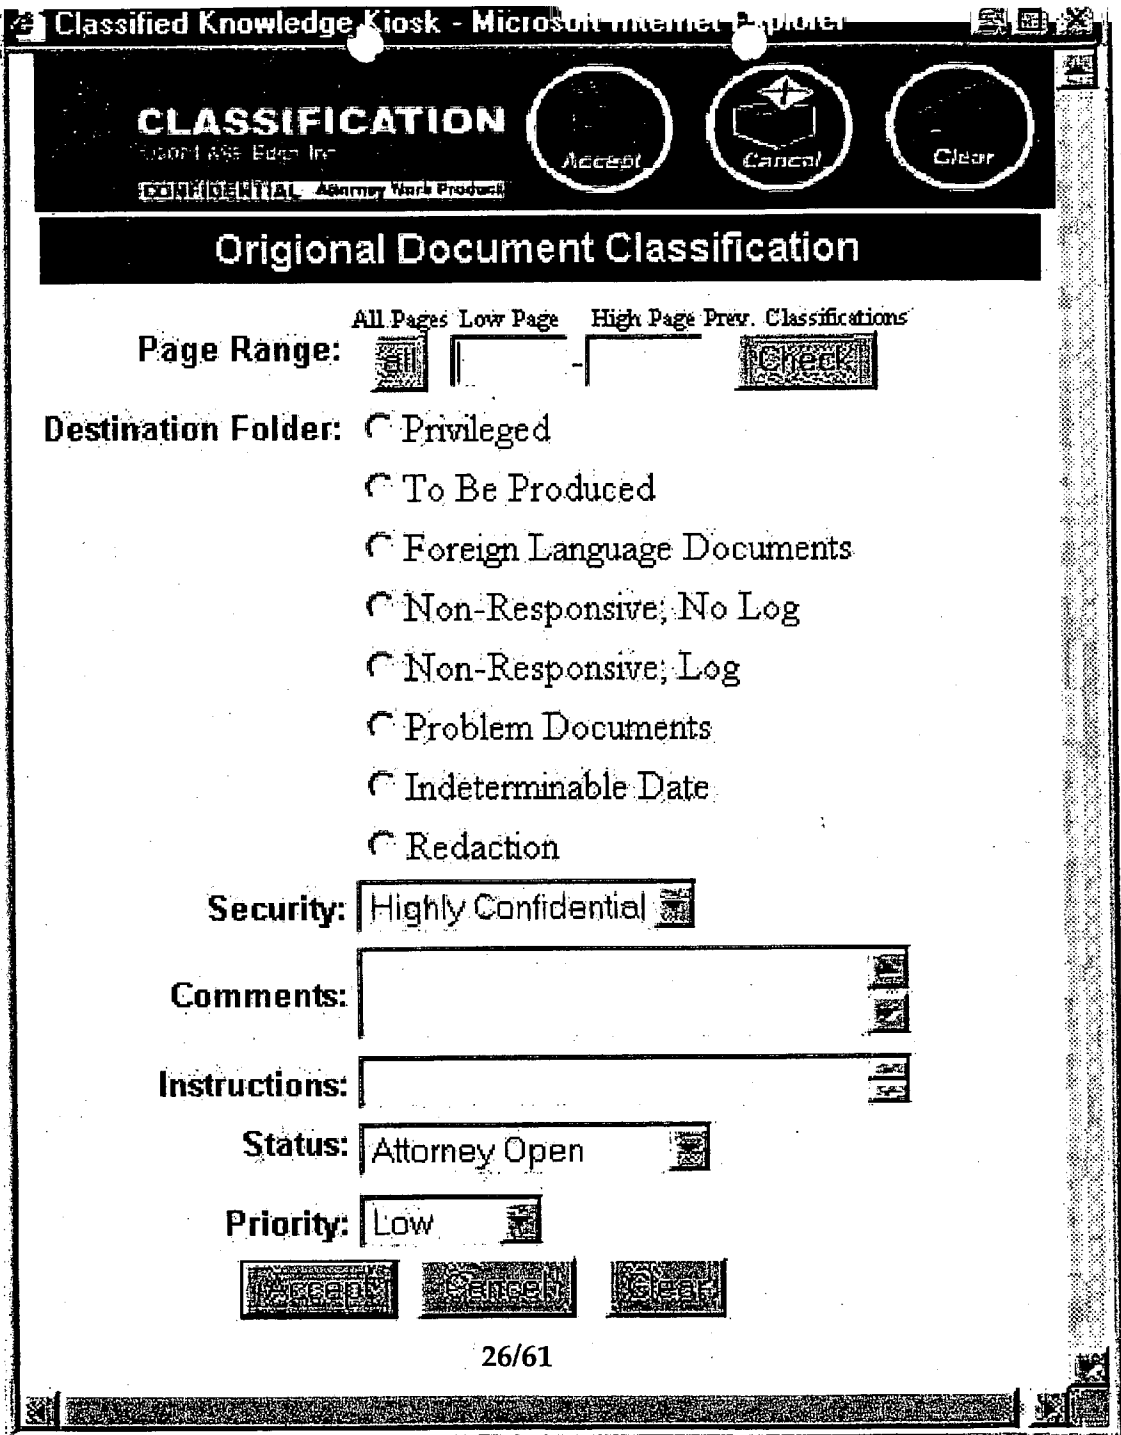 Classified Knowledge Kiosk - Microsoft Internet Explorer
CLASSIFICATION
Edge Inc
CONFIDENTIAL Attorney Work Product
Accept
Cancel
Clear
Origional Document Classification
All Pages Low Page High Page Prev. Classifications
Page Range: all - Check
Destination Folder: Privileged
To Be Produced
Foreign Language Documents
Non-Responsive; No Log
Non-Responsive; Log
Problem Documents
Indeterminable Date
Redaction
Security: Highly Confidential
Comments:
Instructions:
Status: Attorney Open
Priority: Low
Accept Cancel Clear
26/61